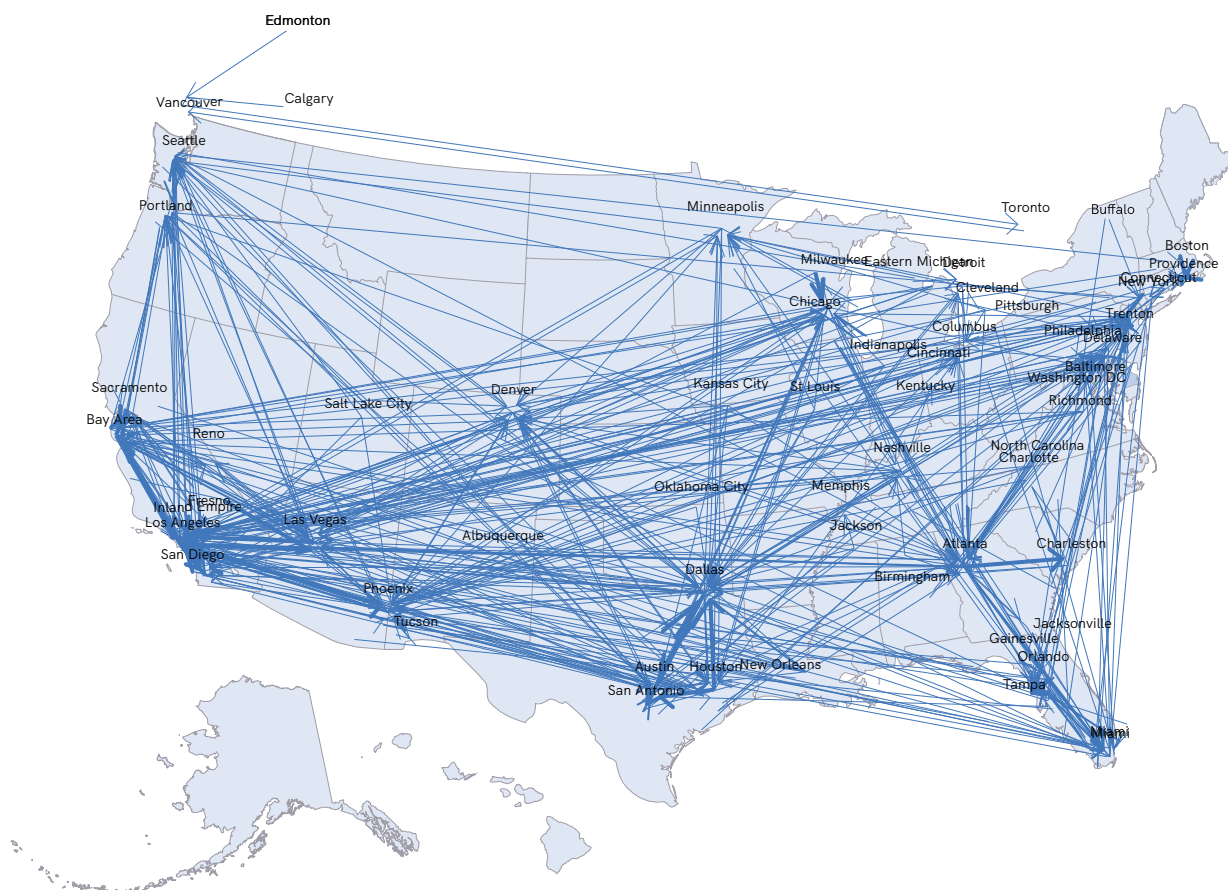 Edmonton
Vancouver
Calgary
Seattle
Portland
Minneapolis
Toronto
Buffalo
Boston
Milwaukee
Eastern Michigan
Detroit
Providence
Connecticut
New York
Cleveland
Chicago
Pittsburgh
Trenton
Columbus
Philadelphia
Delaware
Indianapolis
Cincinnati
Baltimore
Washington DC
Sacramento
Denver
Kansas City
St Louis
Kentucky
Salt Lake City
Richmond
Bay Area
Reno
Nashville
North Carolina
Charlotte
Oklahoma City
Memphis
Fresno
Inland Empire
Los Angeles
Las Vegas
Jackson
Albuquerque
San Diego
Atlanta
Charleston
Dallas
Birmingham
Phoenix
Tucson
Jacksonville
Gainesville
Orlando
Austin
Houston
New Orleans
San Antonio
Tampa
Miami
Miami